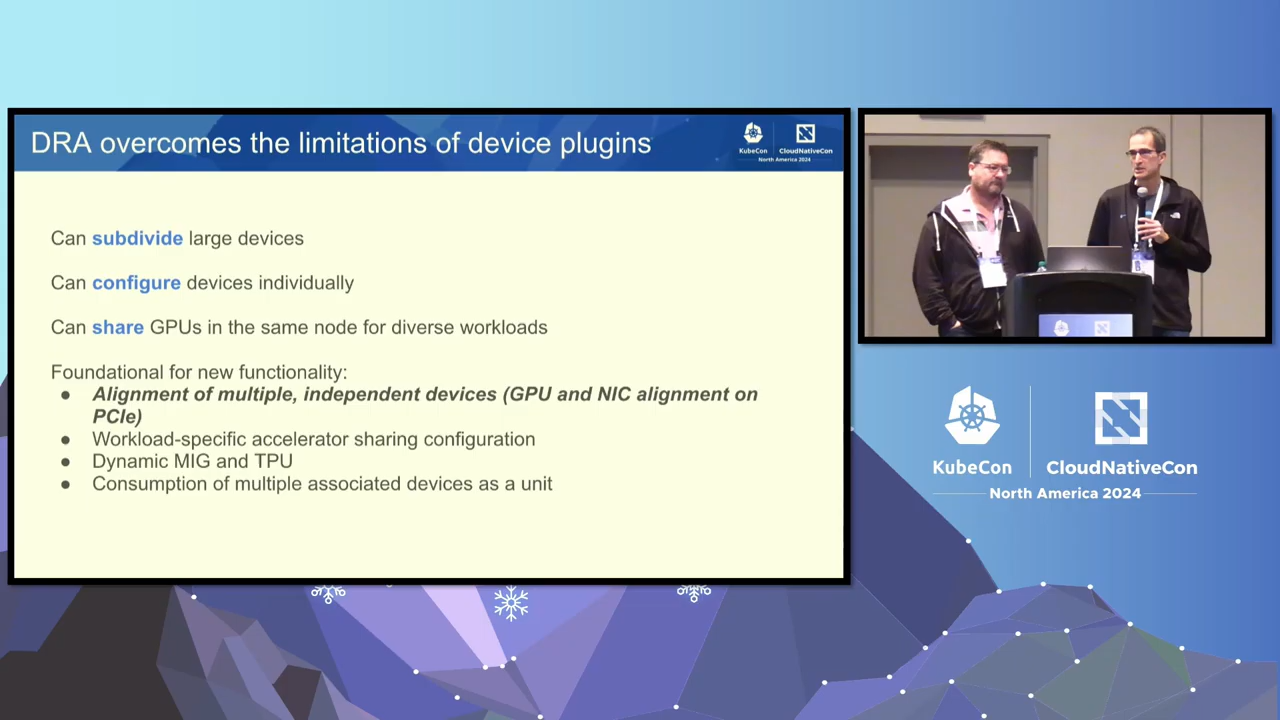 DRA overcomes the limitations of device plugins
KubeCon
CloudNativeCon
North America 2024
Can subdivide large devices
Can configure devices individually
Can share GPUs in the same node for diverse workloads
Foundational for new functionality:
● Alignment of multiple, independent devices (GPU and NIC alignment on
PCIe)
● Workload-specific accelerator sharing configuration
● Dynamic MIG and TPU
● Consumption of multiple associated devices as a unit
KubeCon
CloudNativeCon
North America 2024